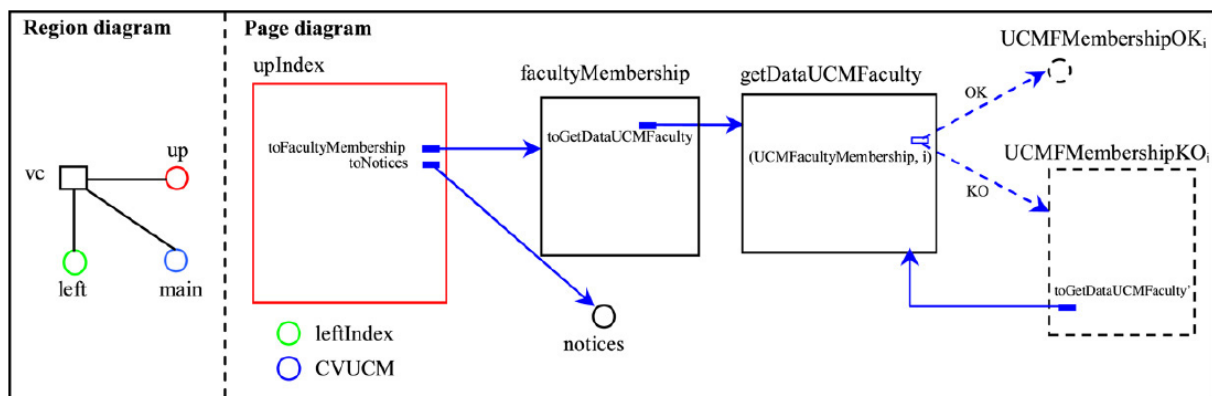 Region diagram
vc
up
left
main
Page diagram
upIndex
toFacultyMembership
toNotices
leftIndex
CVUCM
facultyMembership
toGetDataUCMFaculty
notices
getDataUCMFaculty
(UCMFacultyMembership, i)
OK
KO
UCMFMembershipOKi
UCMFMembershipKOi
toGetDataUCMFaculty'